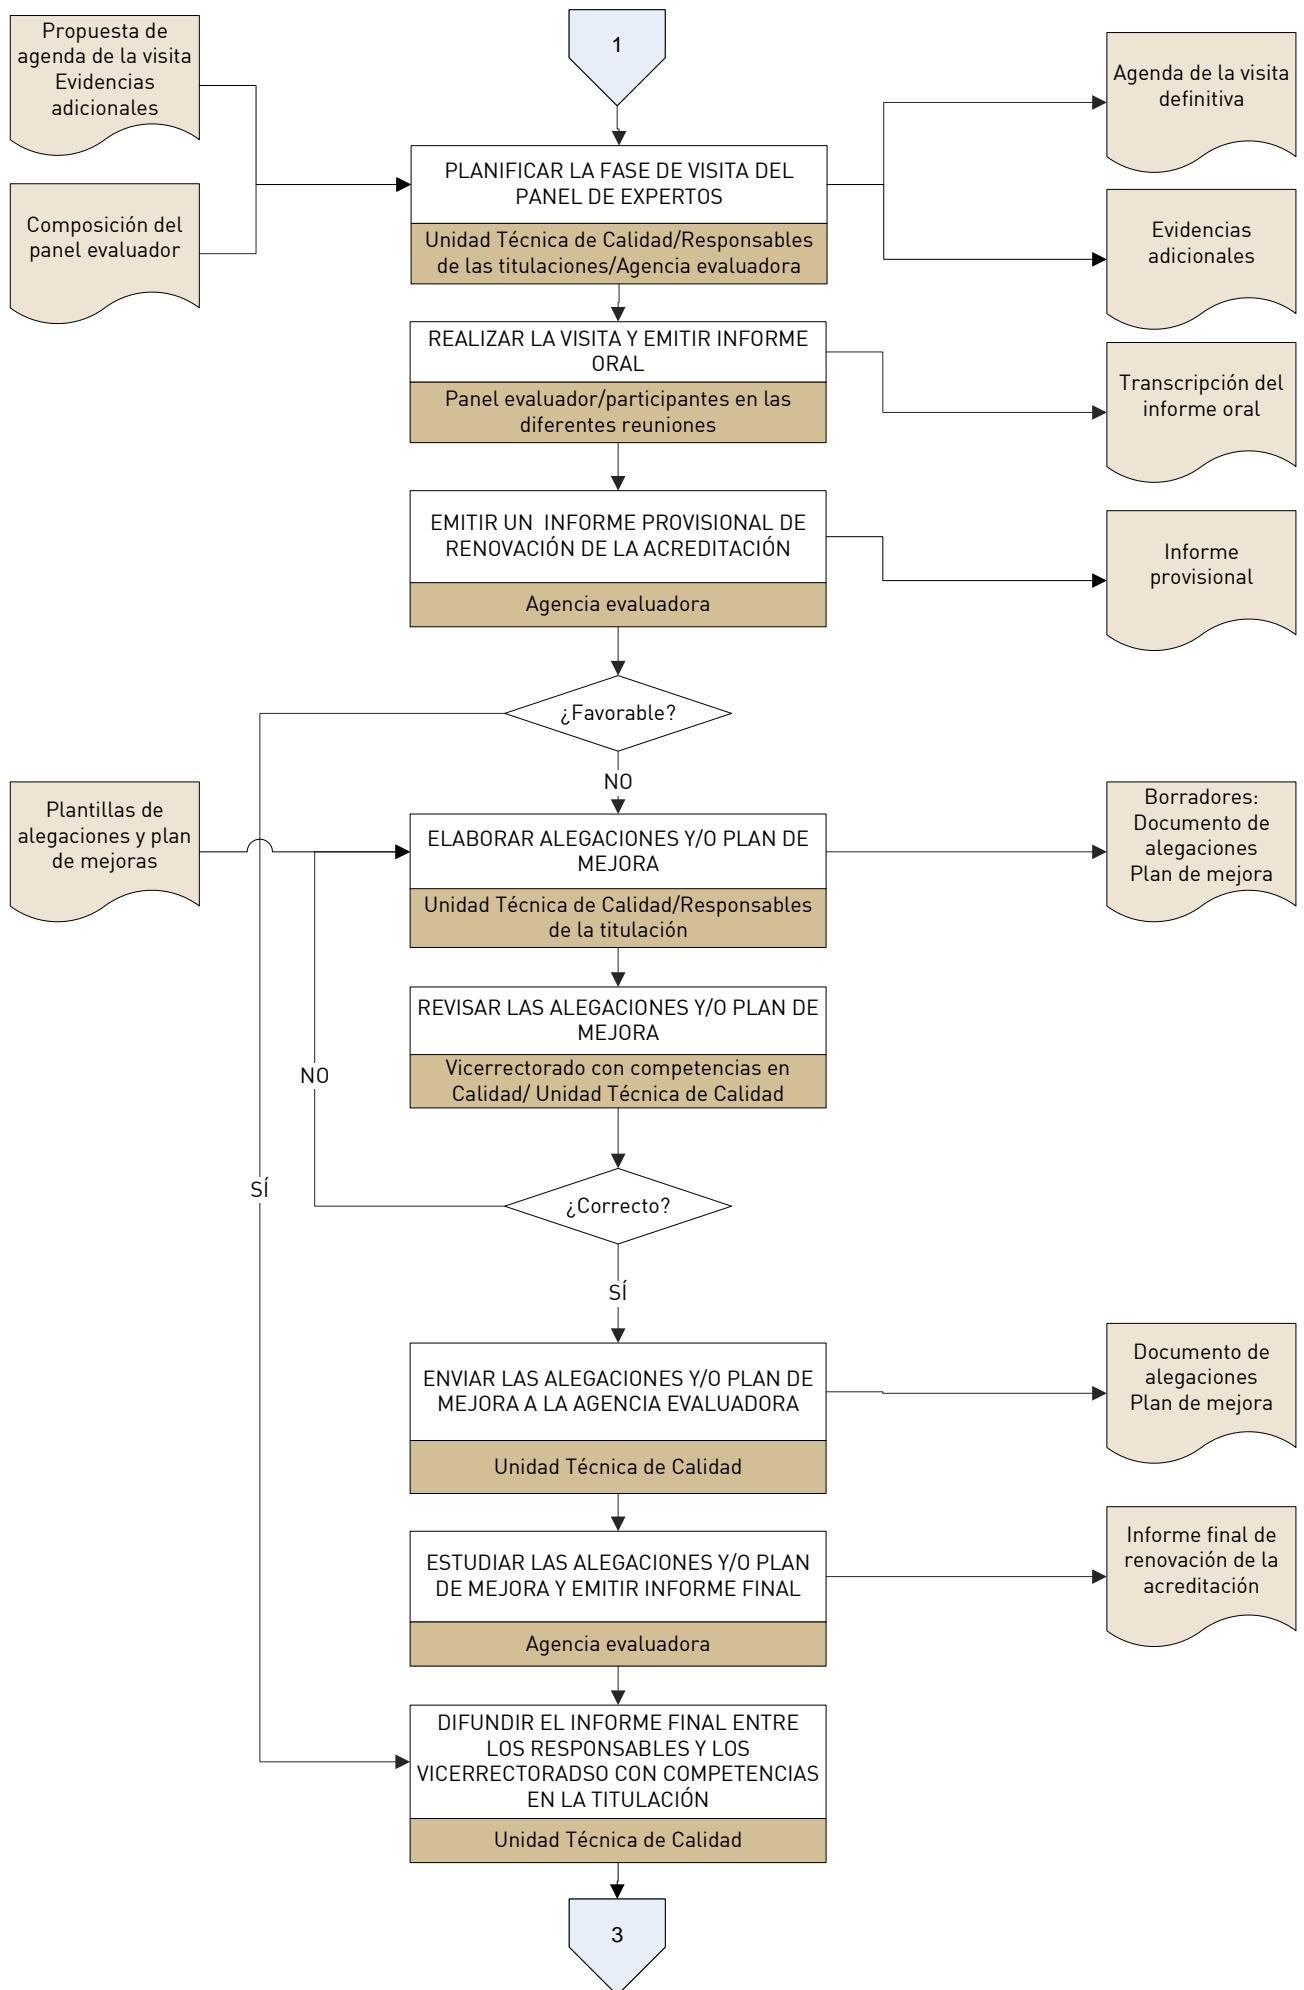 Propuesta de
agenda de la visita
Evidencias
adicionales
1
Agenda de la visita
definitiva
PLANIFICAR LA FASE DE VISITA DEL
PANEL DE EXPERTOS
Unidad Técnica de Calidad/Responsables
de las titulaciones/Agencia evaluadora
Composición del
panel evaluador
Evidencias
adicionales
REALIZAR LA VISITA Y EMITIR INFORME
ORAL
Panel evaluador/participantes en las
diferentes reuniones
Transcripción del
informe oral
EMITIR UN  INFORME PROVISIONAL DE
RENOVACIÓN DE LA ACREDITACIÓN
Agencia evaluadora
Informe
provisional
¿Favorable?
NO
Plantillas de
alegaciones y plan
de mejoras
ELABORAR ALEGACIONES Y/O PLAN DE
MEJORA
Unidad Técnica de Calidad/Responsables
de la titulación
Borradores:
Documento de
alegaciones
Plan de mejora
REVISAR LAS ALEGACIONES Y/O PLAN DE
MEJORA
Vicerrectorado con competencias en
Calidad/ Unidad Técnica de Calidad
NO
SÍ
¿Correcto?
SÍ
ENVIAR LAS ALEGACIONES Y/O PLAN DE
MEJORA A LA AGENCIA EVALUADORA
Unidad Técnica de Calidad
Documento de
alegaciones
Plan de mejora
ESTUDIAR LAS ALEGACIONES Y/O PLAN
DE MEJORA Y EMITIR INFORME FINAL
Agencia evaluadora
Informe final de
renovación de la
acreditación
DIFUNDIR EL INFORME FINAL ENTRE
LOS RESPONSABLES Y LOS
VICERRECTORADSO CON COMPETENCIAS
EN LA TITULACIÓN
Unidad Técnica de Calidad
3